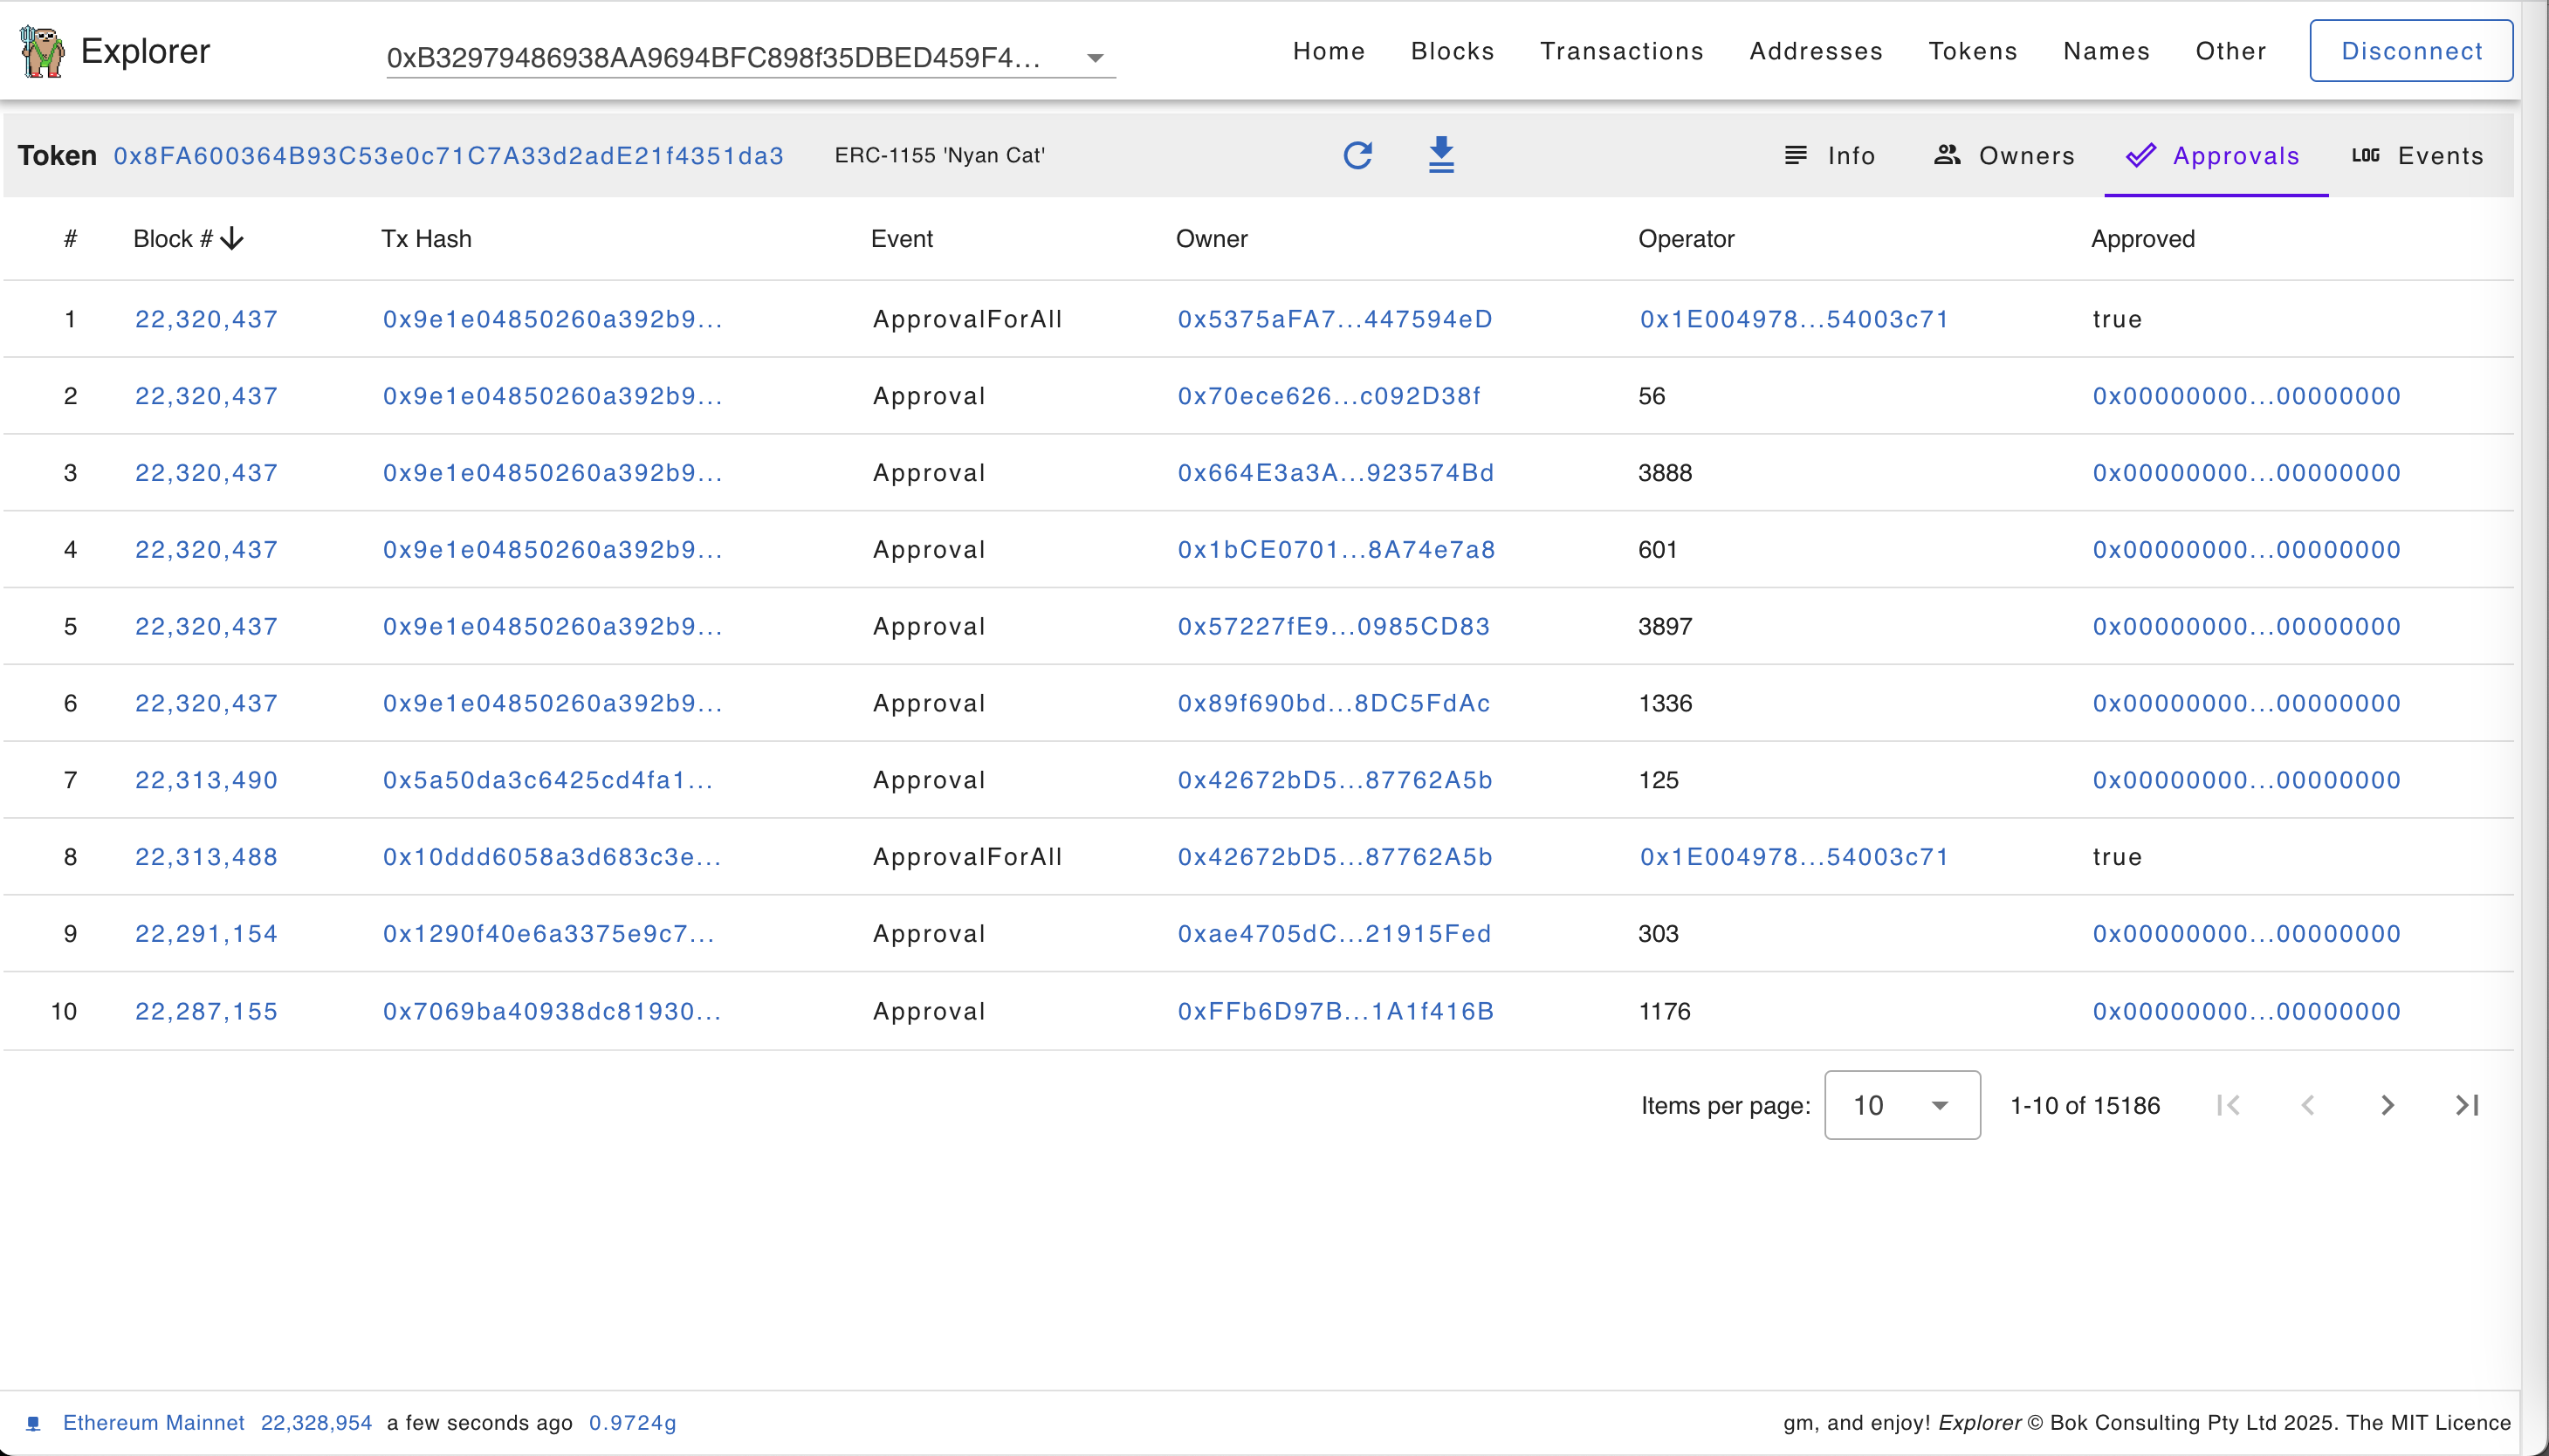 Explorer 0xB32979486938AA9694BFC898f35DBED459F4... Home Blocks Transactions Addresses Tokens Names Other Disconnect
Token 0x8FA600364B93C53e0c71C7A33d2adE21f4351da3 ERC-1155 'Nyan Cat' Info Owners Approvals LOG Events
# Block # Tx Hash Event Owner Operator Approved
1 22,320,437 0x9e1e04850260a392b9... ApprovalForAll 0x5375aFA7...447594eD 0x1E004978...54003c71 true
2 22,320,437 0x9e1e04850260a392b9... Approval 0x70ece626...c092D38f 56 0x00000000...00000000
3 22,320,437 0x9e1e04850260a392b9... Approval 0x664E3a3A...923574Bd 3888 0x00000000...00000000
4 22,320,437 0x9e1e04850260a392b9... Approval 0x1bCE0701...8A74e7a8 601 0x00000000...00000000
5 22,320,437 0x9e1e04850260a392b9... Approval 0x57227fE9...0985CD83 3897 0x00000000...00000000
6 22,320,437 0x9e1e04850260a392b9... Approval 0x89f690bd...8DC5FdAc 1336 0x00000000...00000000
7 22,313,490 0x5a50da3c6425cd4fa1... Approval 0x42672bD5...87762A5b 125 0x00000000...00000000
8 22,313,488 0x10ddd6058a3d683c3e... ApprovalForAll 0x42672bD5...87762A5b 0x1E004978...54003c71 true
9 22,291,154 0x1290f40e6a3375e9c7... Approval 0xae4705dC...21915Fed 303 0x00000000...00000000
10 22,287,155 0x7069ba40938dc81930... Approval 0xFFb6D97B...1A1f416B 1176 0x00000000...00000000
Items per page: 10 1-10 of 15186
Ethereum Mainnet 22,328,954 a few seconds ago 0.9724g gm, and enjoy! Explorer © Bok Consulting Pty Ltd 2025. The MIT Licence